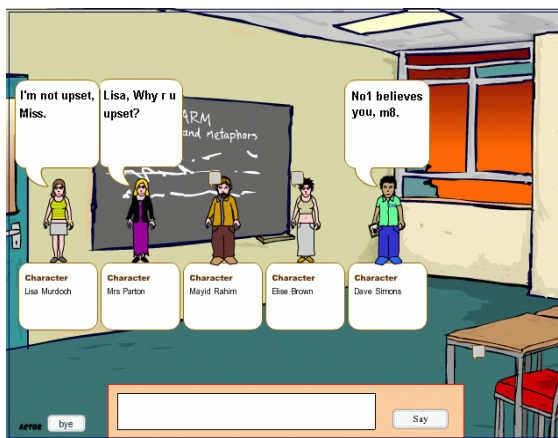 I'm not upset,
Miss.
Lisa, Why r u
upset?
No1 believes
you, m8.
ARM
and metaphors
Character
Lisa Murdoch
Character
Mrs Parton
Character
Mayid Rahim
Character
Elise Brown
Character
Dave Simons
ACTOR
bye
Say